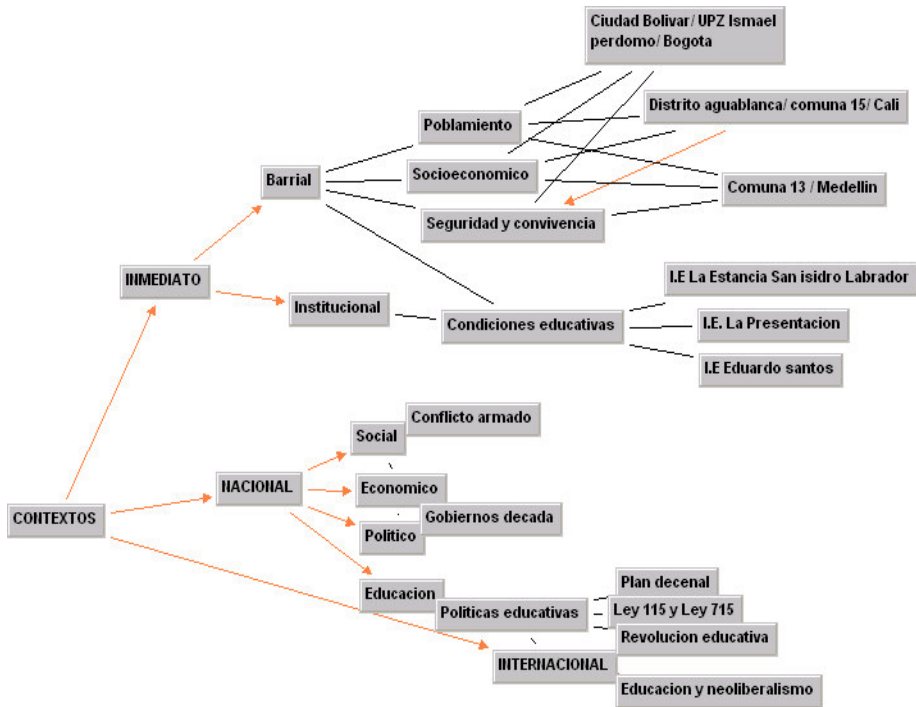 Ciudad Bolivar/ UPZ Ismael
perdomo/ Bogota
Distrito aguablanca/ comuna 15/ Cali
Poblamiento
Socioeconomico
Barrial
Comuna 13 / Medellin
Seguridad y convivencia
INMEDIATO
I.E La Estancia San isidro Labrador
Institucional
Condiciones educativas
I.E. La Presentacion
I.E Eduardo santos
Conflicto armado
Social
NACIONAL
Economico
CONTEXTOS
Gobiernos decada
Politico
Plan decenal
Educacion
Politicas educativas
Ley 115 y Ley 715
Revolucion educativa
INTERNACIONAL
Educacion y neoliberalismo